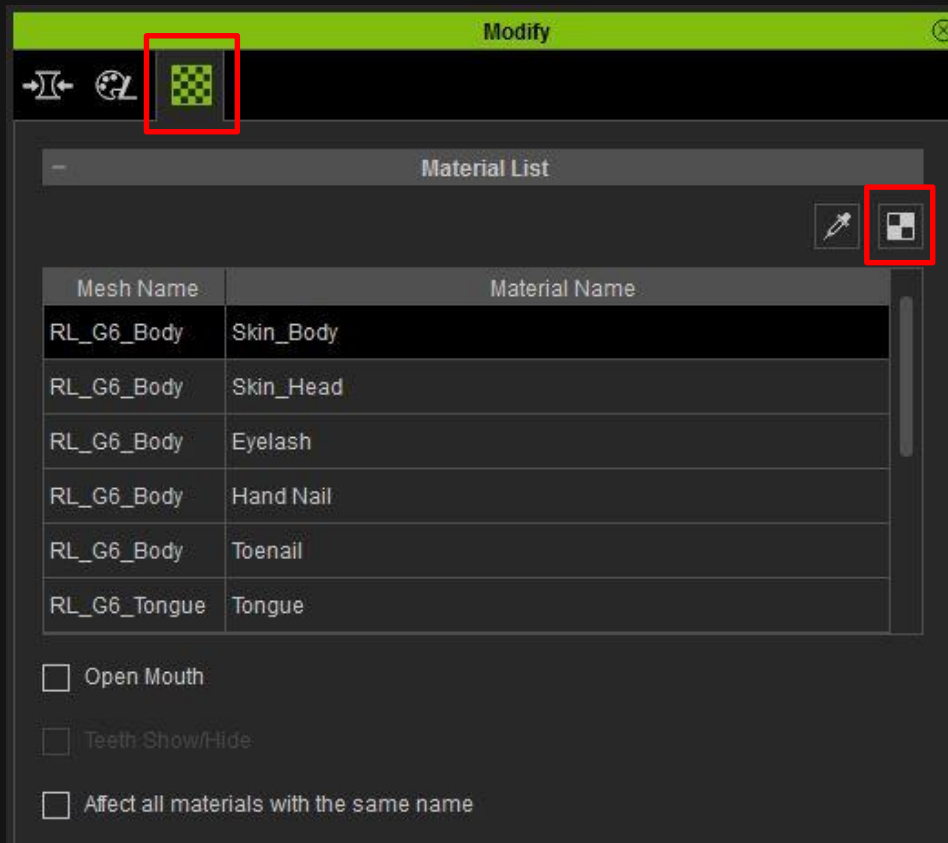 Modify
Material List
Mesh Name Material Name
RL_G6_Body Skin_Body
RL_G6_Body Skin_Head
RL_G6_Body Eyelash
RL_G6_Body Hand Nail
RL_G6_Body Toenail
RL_G6_Tongue Tongue
Open Mouth
Teeth Show/Hide
Affect all materials with the same name